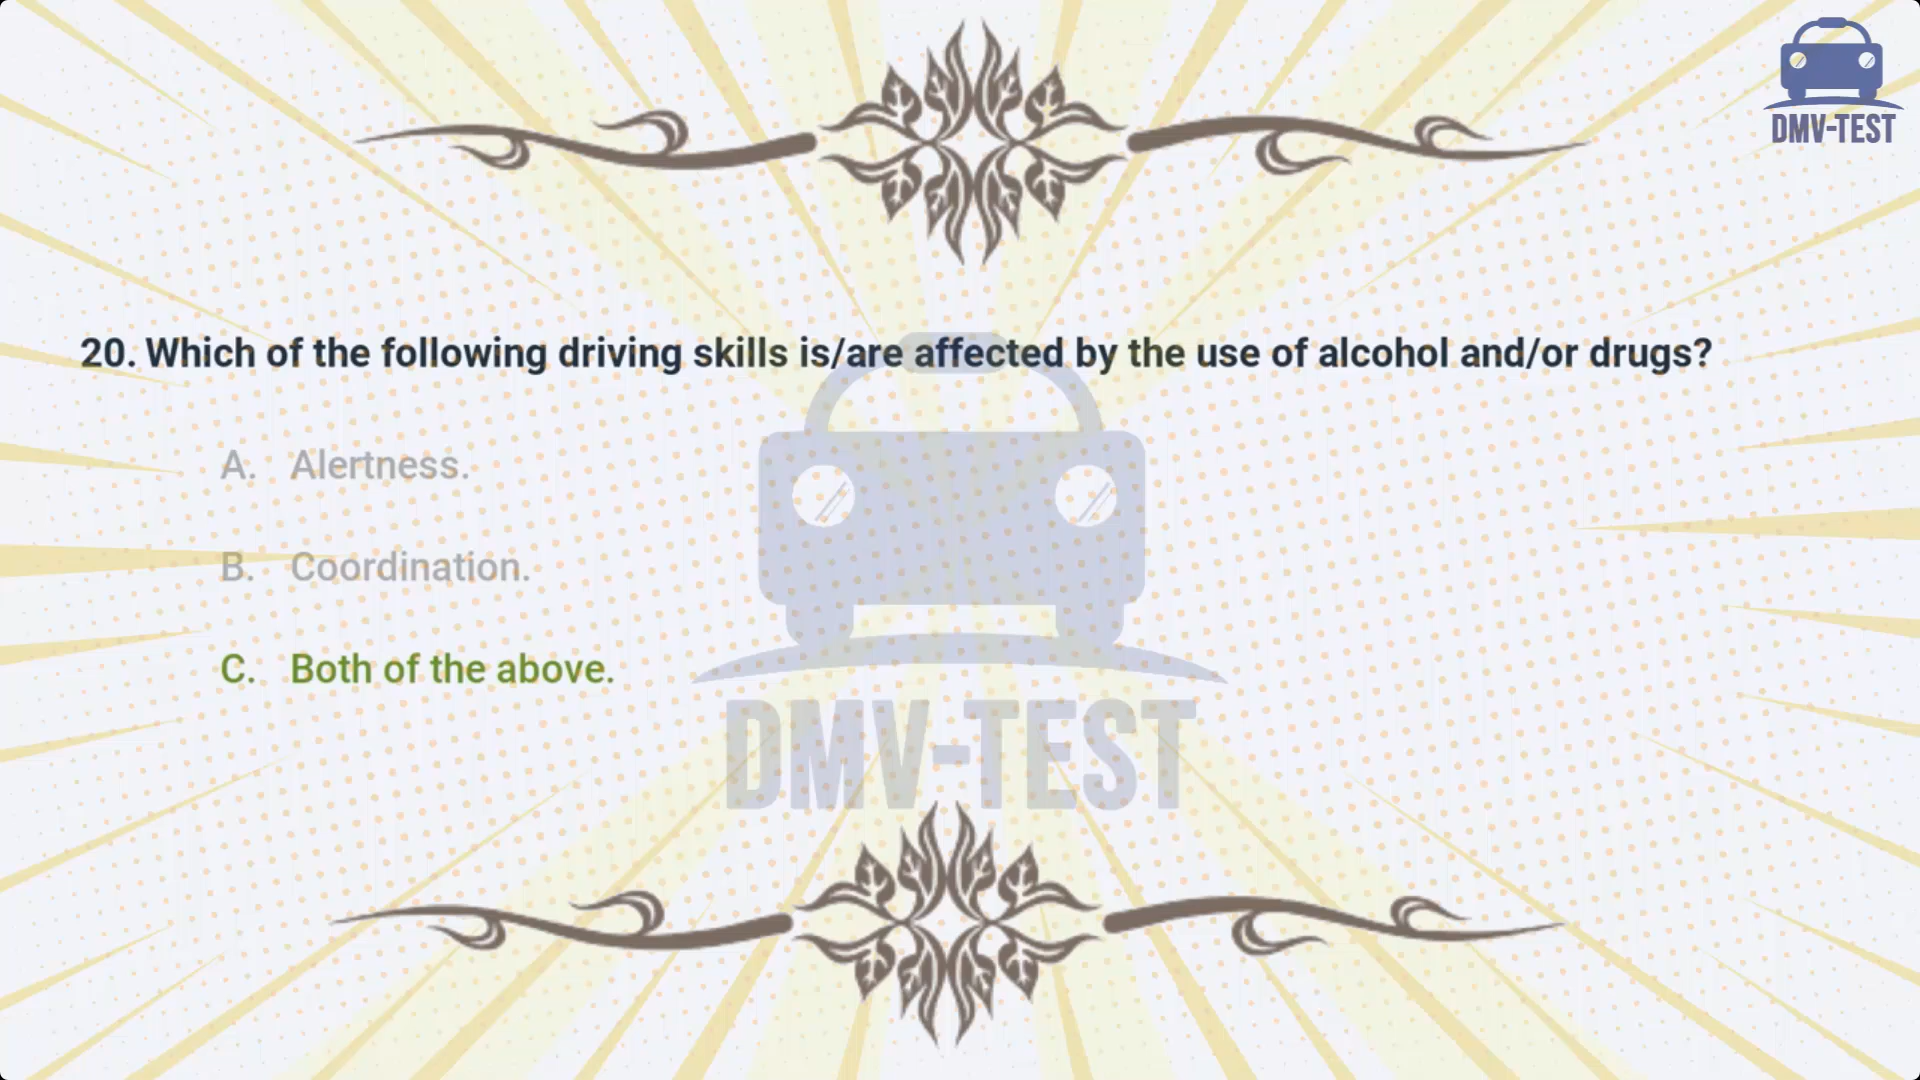 DMV-TEST
20. Which of the following driving skills is/are affected by the use of alcohol and/or drugs?
A. Alertness.
B. Coordination.
C. Both of the above.
DMV-TEST